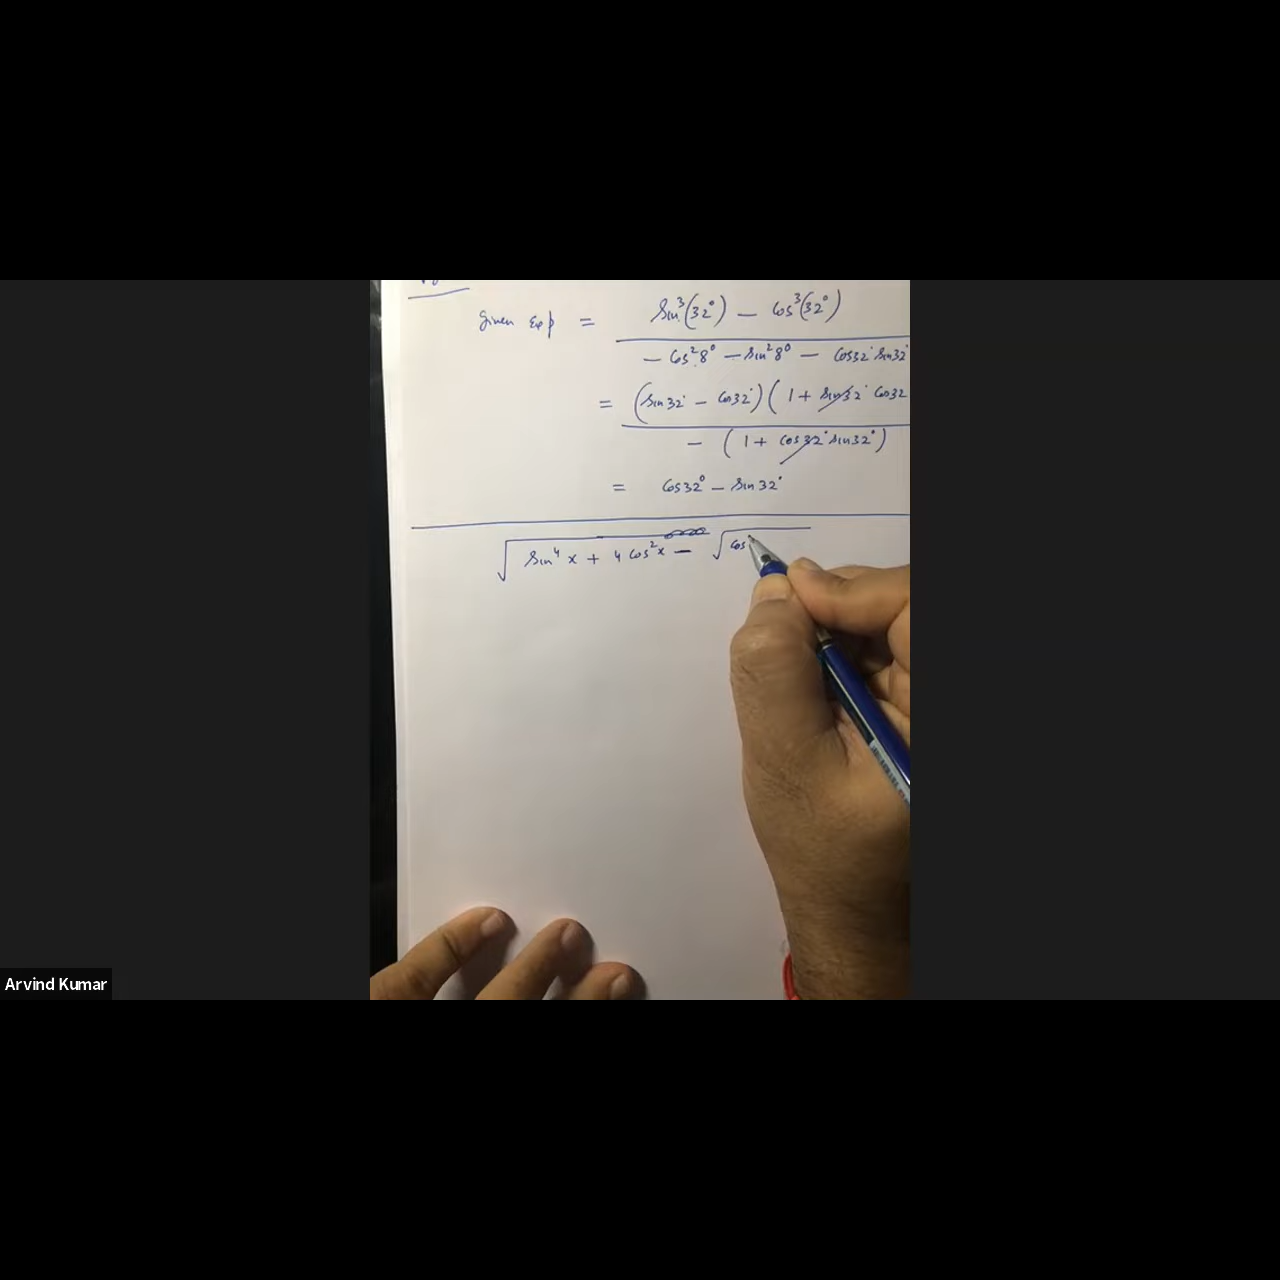 Given Exp = sin³(32°) − cos³(32°)
− cos²8° − sin²8° − cos32° sin32°
= (sin32° − cos32°)(1 + sin32° cos32
− (1 + cos32° sin32°)
= cos32° − sin32°
√sin⁴x + 4cos²x − √cos
Arvind Kumar